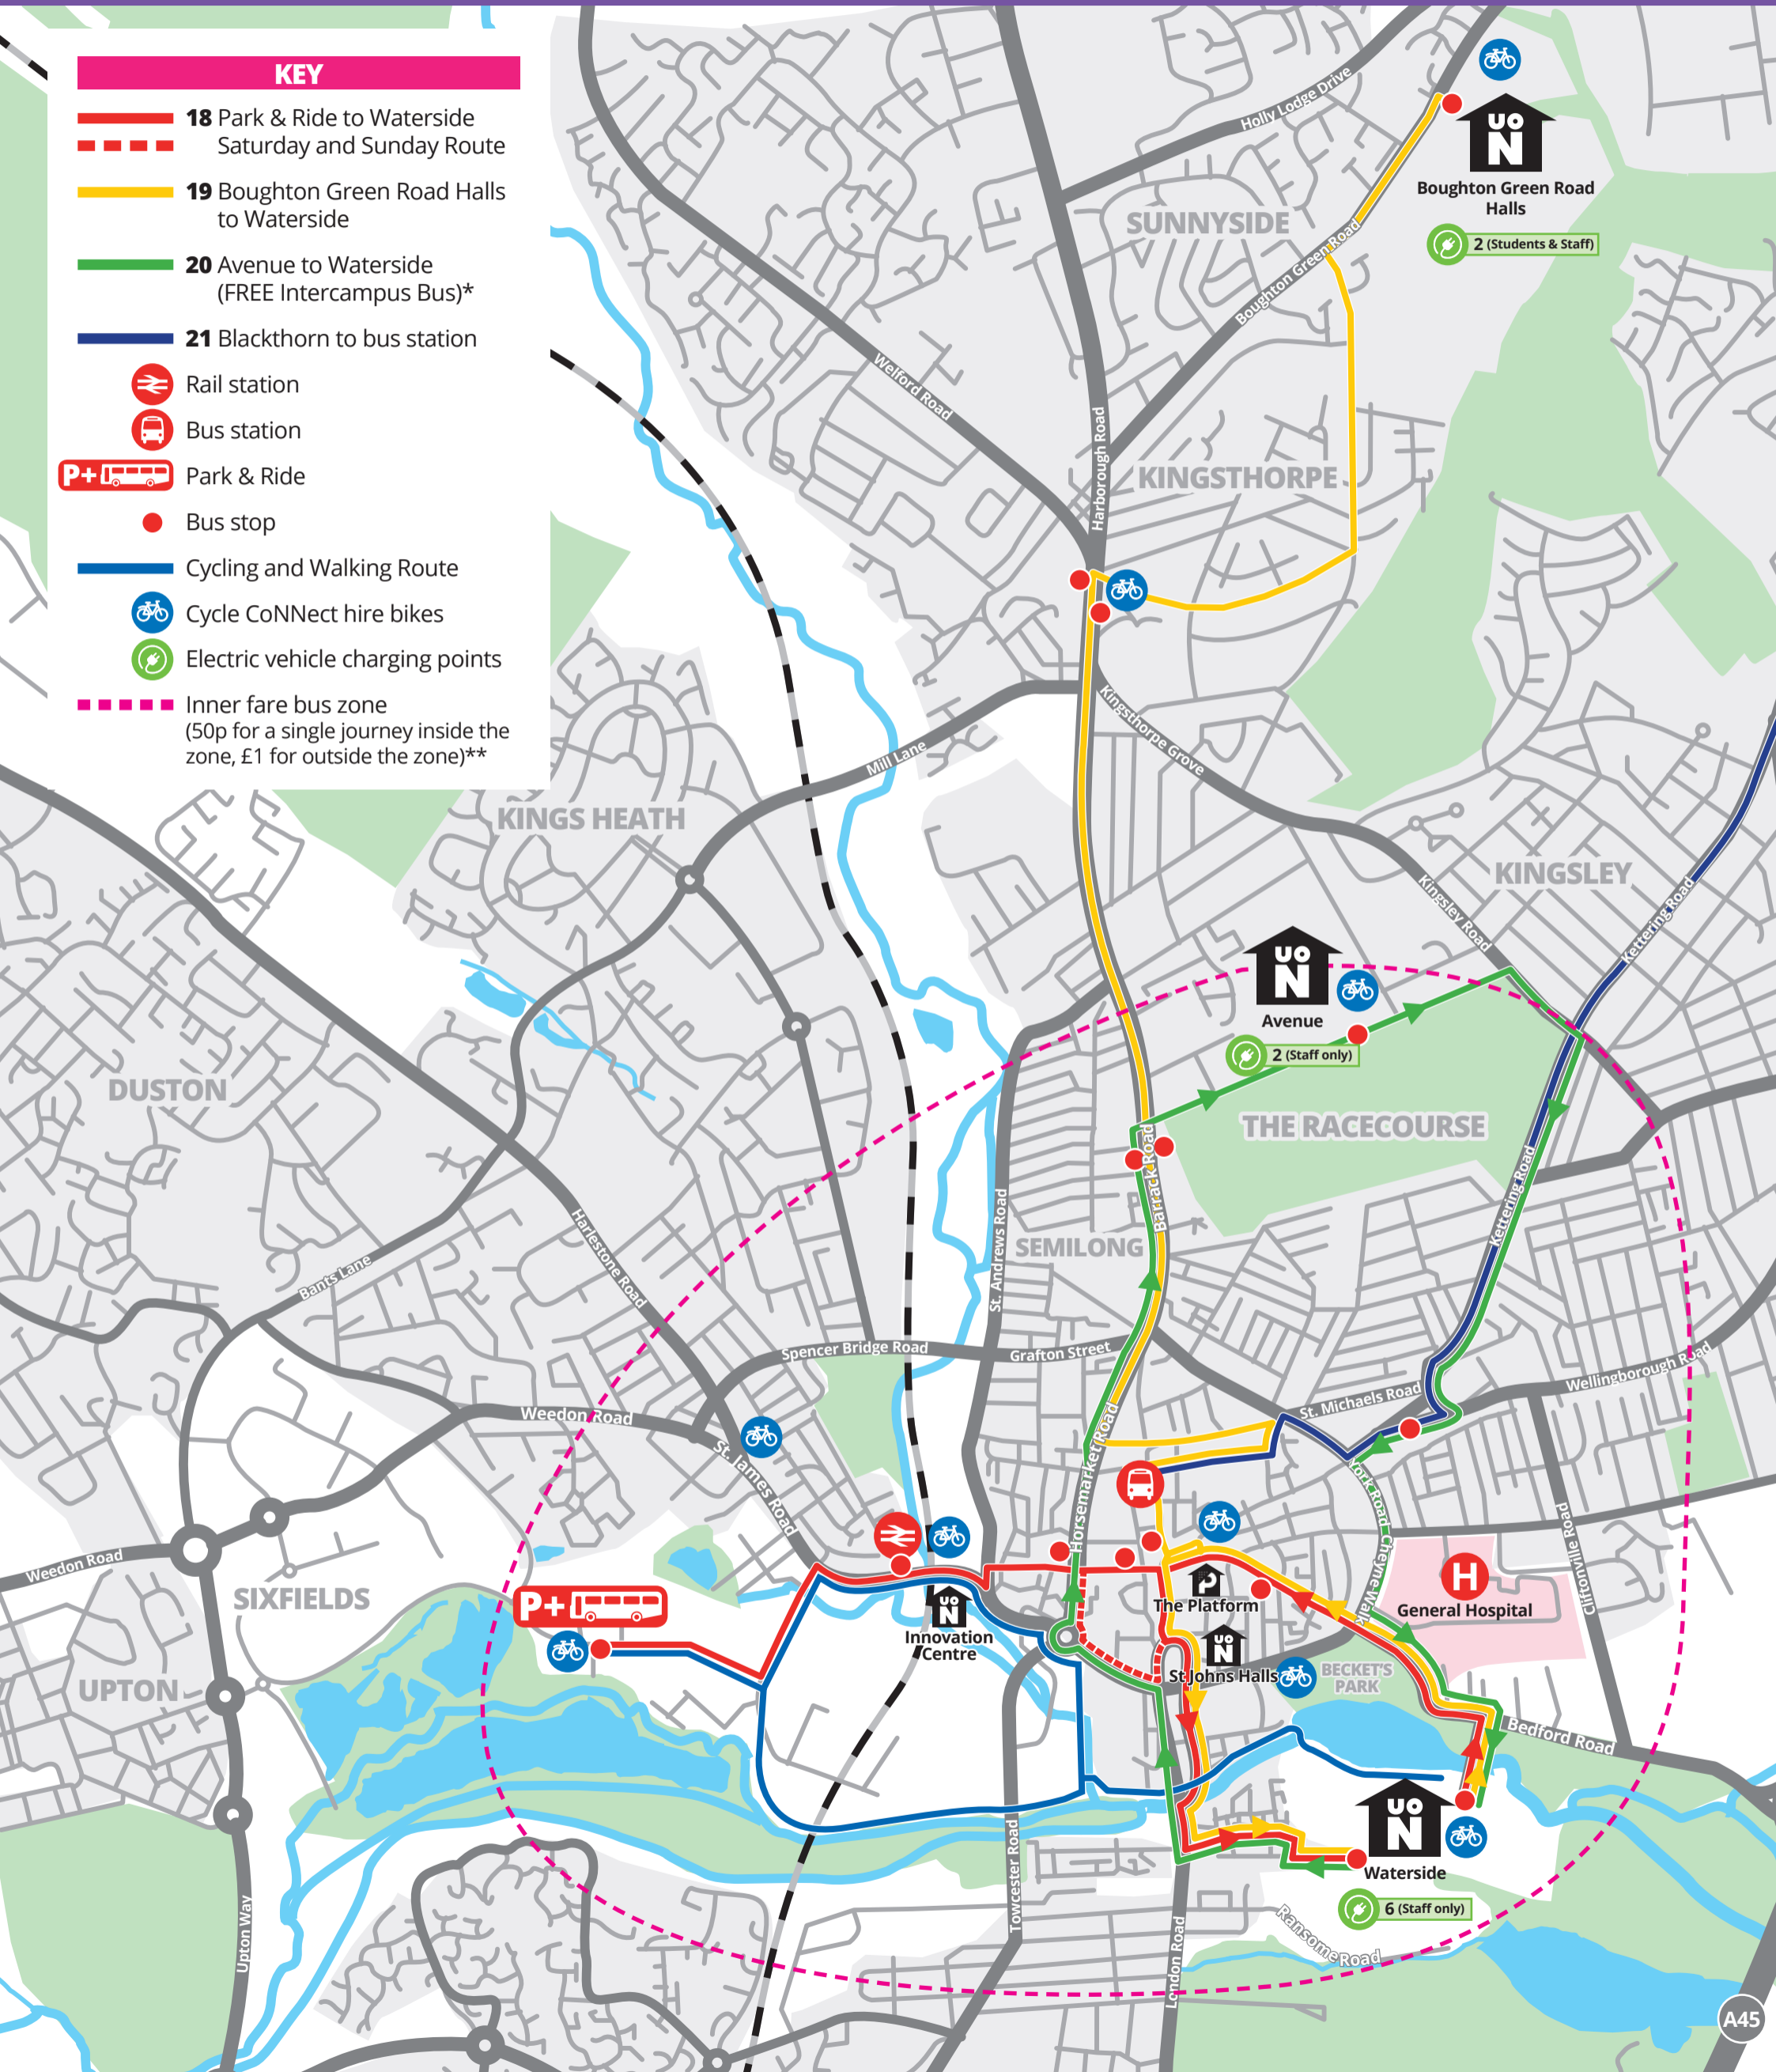 KEY
18 Park & Ride to Waterside
Saturday and Sunday Route
19 Boughton Green Road Halls
to Waterside
20 Avenue to Waterside
(FREE Intercampus Bus)*
21 Blackthorn to bus station
Rail station
Bus station
P+ Park & Ride
Bus stop
Cycling and Walking Route
Cycle CoNNect hire bikes
Electric vehicle charging points
Inner fare bus zone
(50p for a single journey inside the
zone, £1 for outside the zone)**
Holly Lodge Drive
UO
N
Boughton Green Road
Halls
2 (Students & Staff)
SUNNYSIDE
Boughton Green Road
Welford Road
Harborough Road
KINGSTHORPE
Kingsthorpe Grove
Mill Lane
KINGS HEATH
KINGSLEY
Kingsley Road
Kettering Road
UO
N
Avenue
2 (Staff only)
DUSTON
THE RACECOURSE
Barrack Road
Kettering Road
St. Andrews Road
SEMILONG
Harlestone Road
Bants Lane
Spencer Bridge Road
Grafton Street
Wellingborough Road
St. Michaels Road
Weedon Road
St. James Road
Horsemarket Road
York Road
Cheyne Walk
Cliftonville Road
Weedon Road
SIXFIELDS
P+
H
General Hospital
P
The Platform
UO
N
Innovation
Centre
UO
N
St Johns Halls
BECKET'S
PARK
UPTON
Bedford Road
UO
N
Waterside
6 (Staff only)
Towcester Road
Upton Way
London Road
Ransome Road
A45